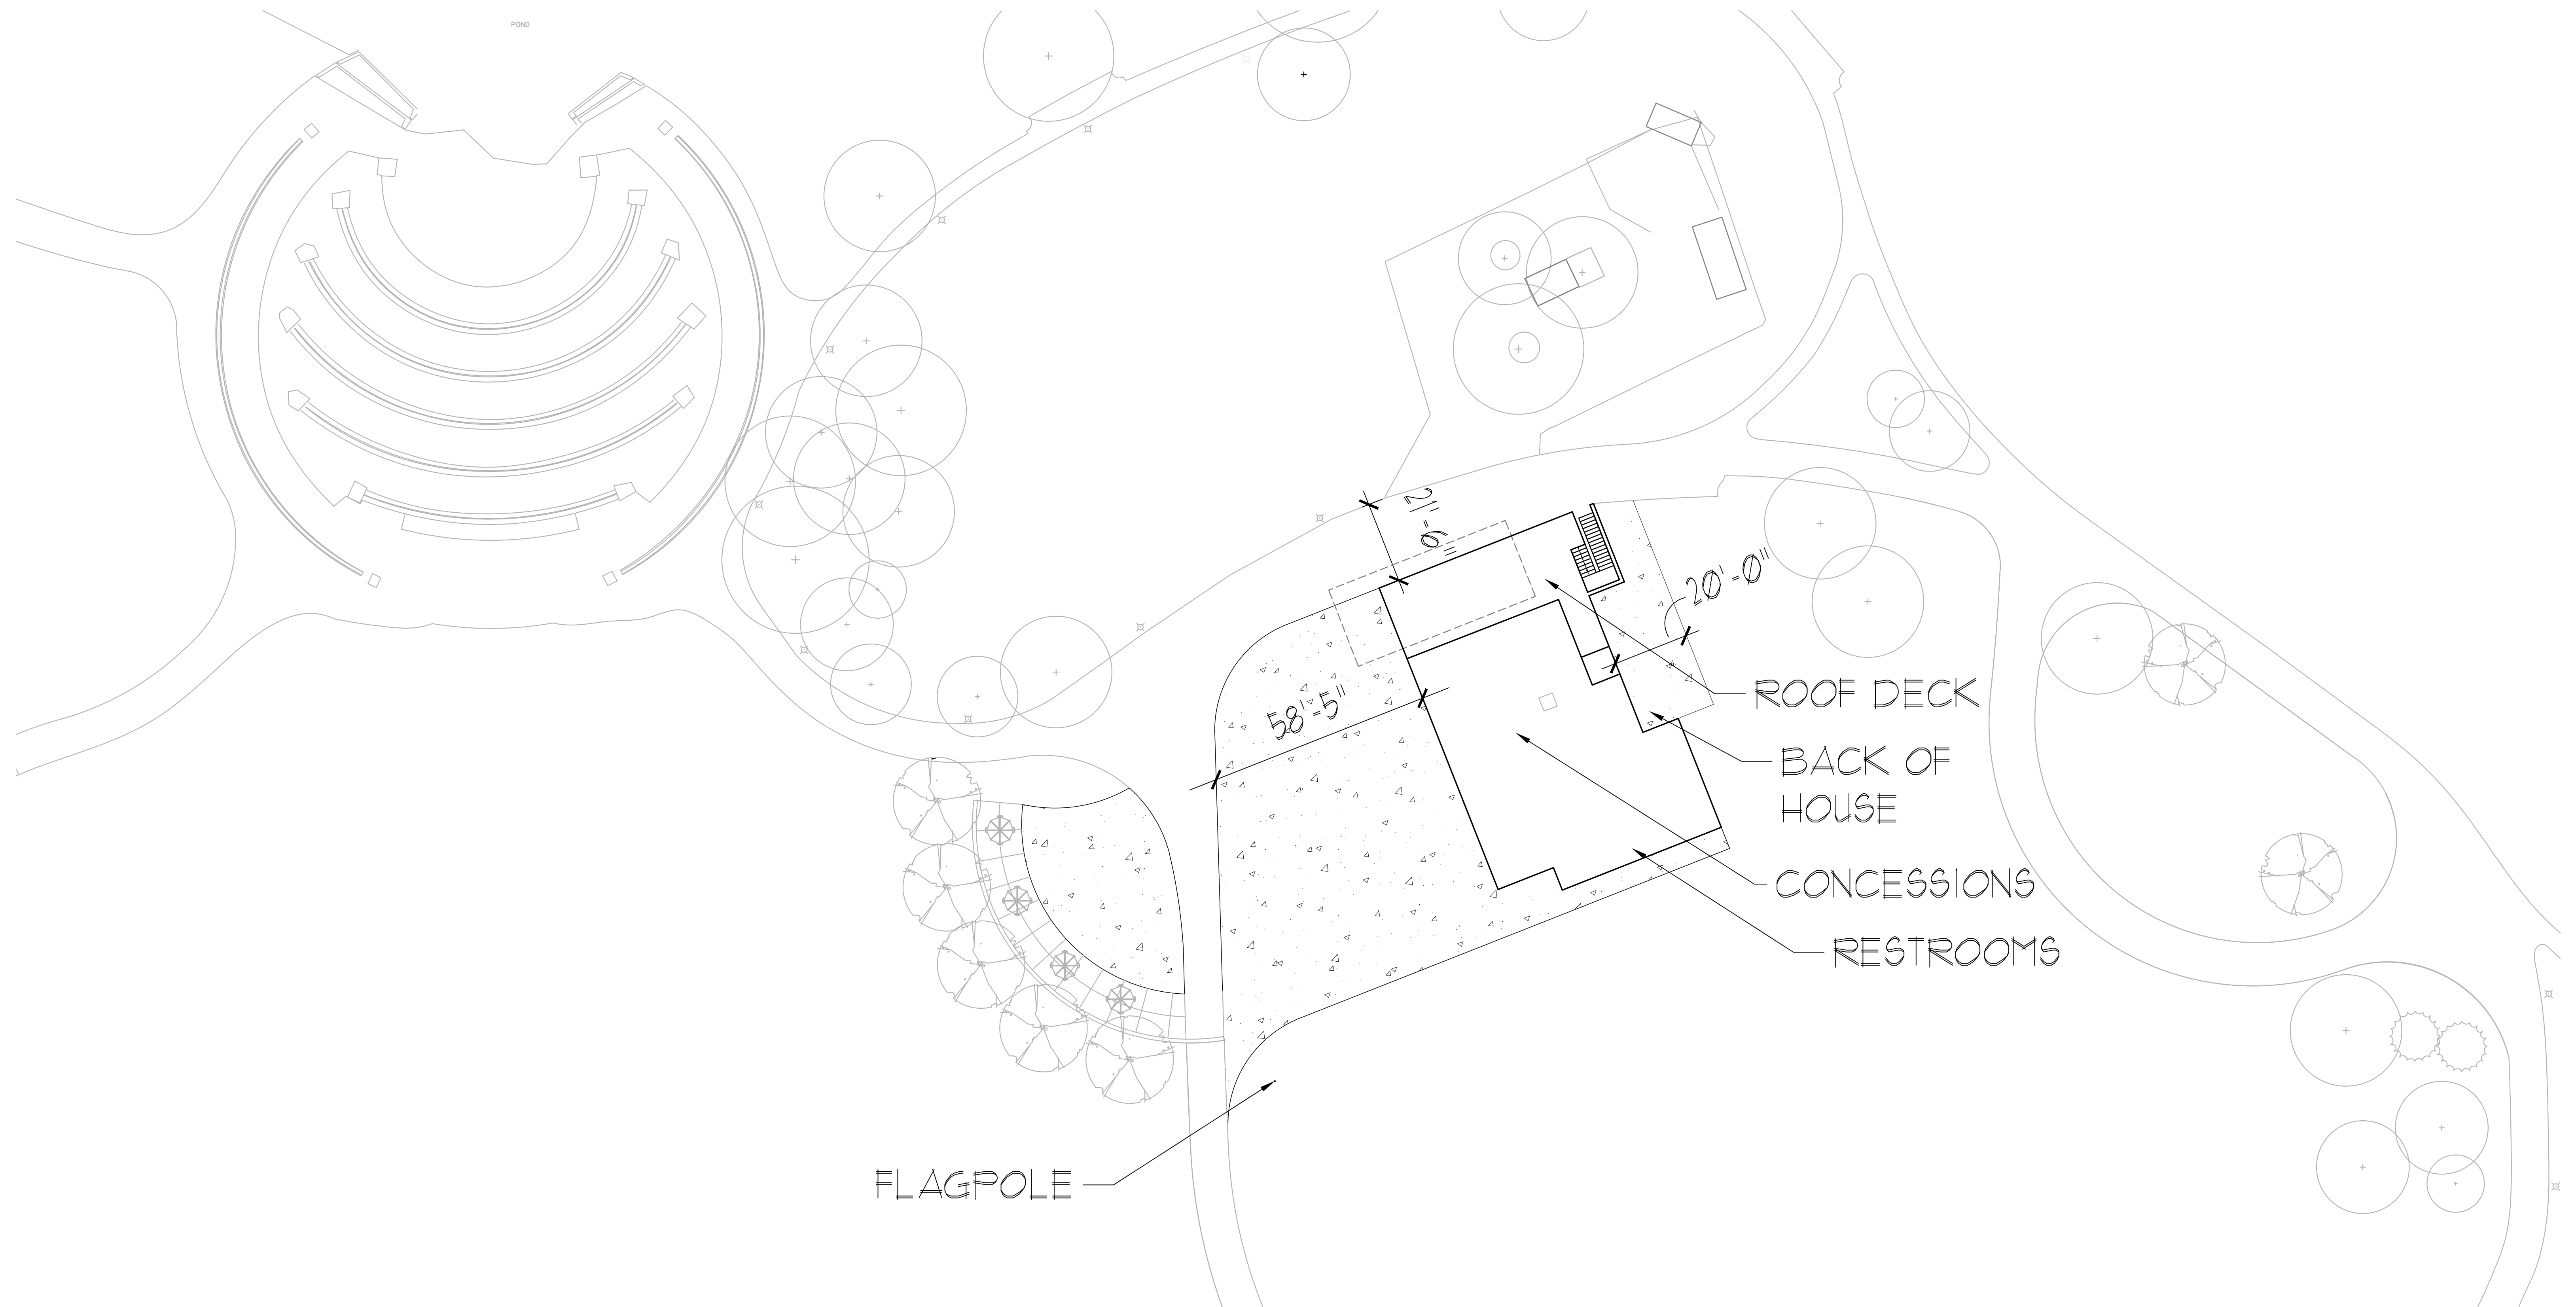 POND
21'-6"
20'-0"
58'-5"
ROOF DECK
BACK OF
HOUSE
CONCESSIONS
RESTROOMS
FLAGPOLE